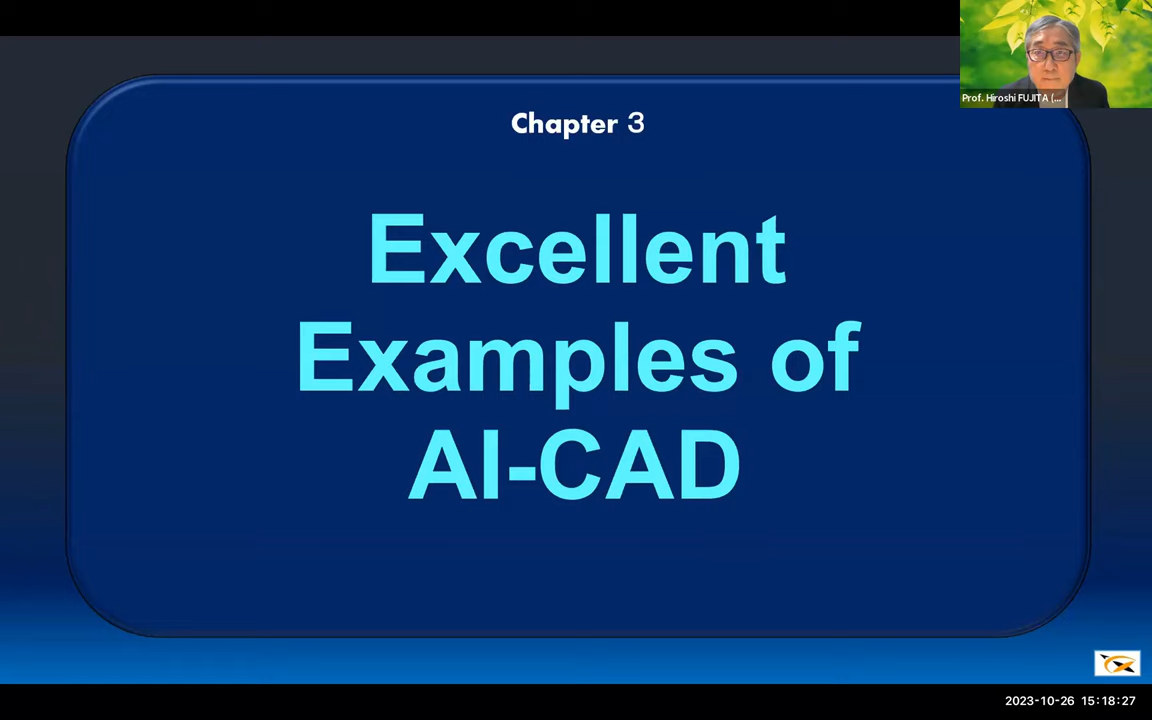 Prof. Hiroshi FUJITA (...
Chapter 3
Excellent
Examples of
AI-CAD
2023-10-26 15:18:27